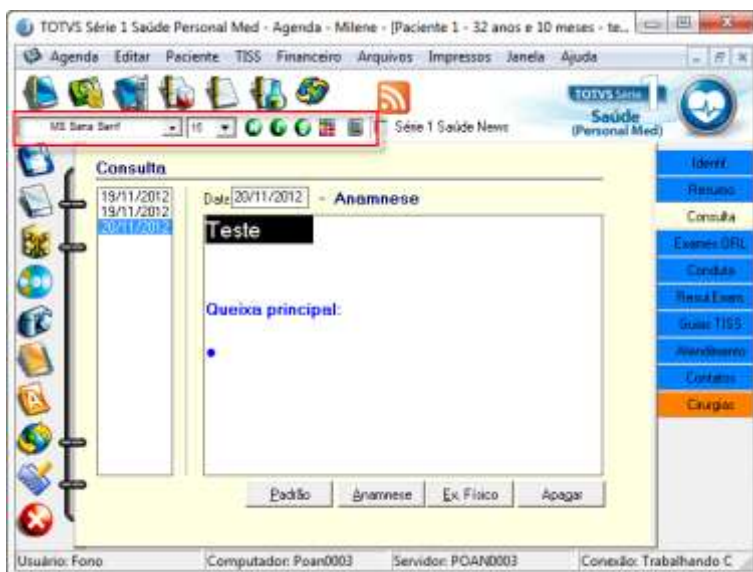 TOTVS Série 1 Saúde Personal Med - Agenda - Milene - [Paciente 1 - 32 anos e 10 meses - te...
Agenda Editar Paciente TISS Financeiro Arquivos Impressos Janela Ajuda
MS Sans Serif 16 Série 1 Saúde News
TOTVS Série 1
Saúde
(Personal Med)
Consulta
19/11/2012
19/11/2012
20/11/2012
Data 20/11/2012 - Anamnese
Teste
Queixa principal:
Padrão Anamnese Ex. Físico Apagar
Identif.
Resumo
Consulta
Exames ORL
Conduta
Resul.Exam.
Guias TISS
Atendimento
Contatos
Cirurgias
Usuário: Fono Computador: Poan0003 Servidor: POAN0003 Conexão: Trabalhando C